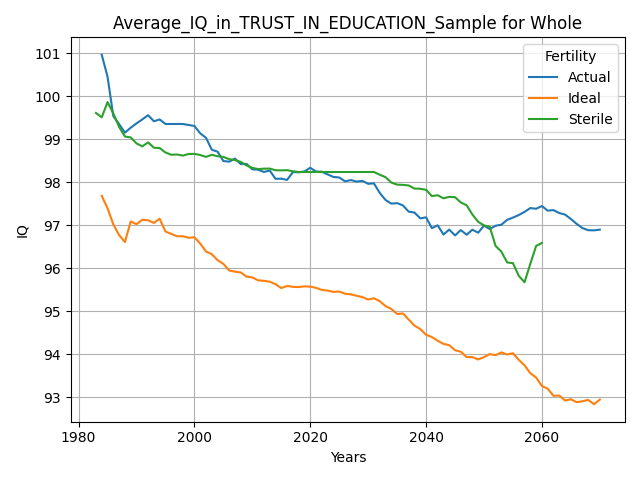 Average_IQ_in_TRUST_IN_EDUCATION_Sample for Whole
Fertility
Actual
Ideal
Sterile
IQ
101
100
99
98
97
96
95
94
93
1980
2000
2020
2040
2060
Years